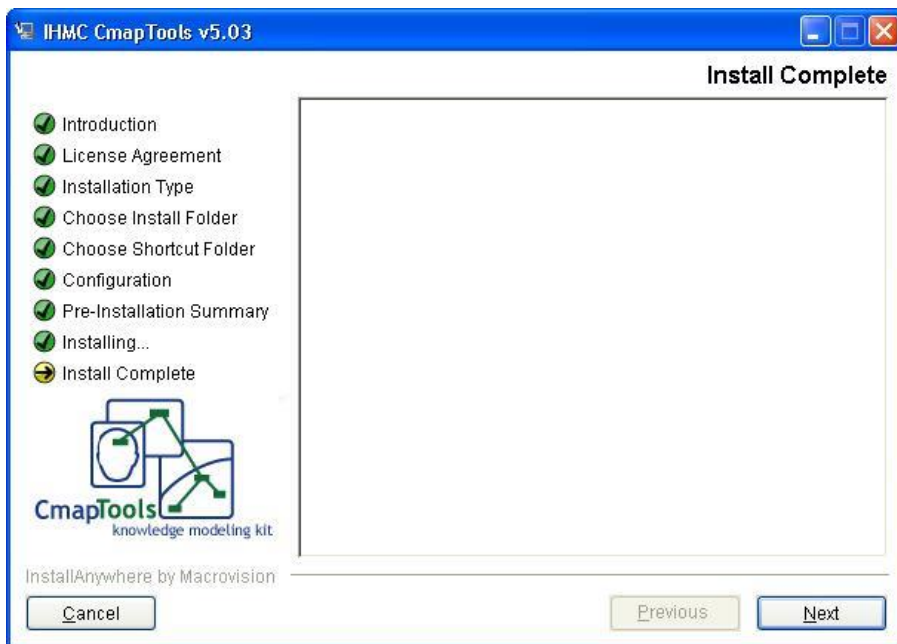 IHMC CmapTools v5.03
Install Complete
Introduction
License Agreement
Installation Type
Choose Install Folder
Choose Shortcut Folder
Configuration
Pre-Installation Summary
Installing...
Install Complete
CmapTools
knowledge modeling kit
InstallAnywhere by Macrovision
Cancel
Previous
Next